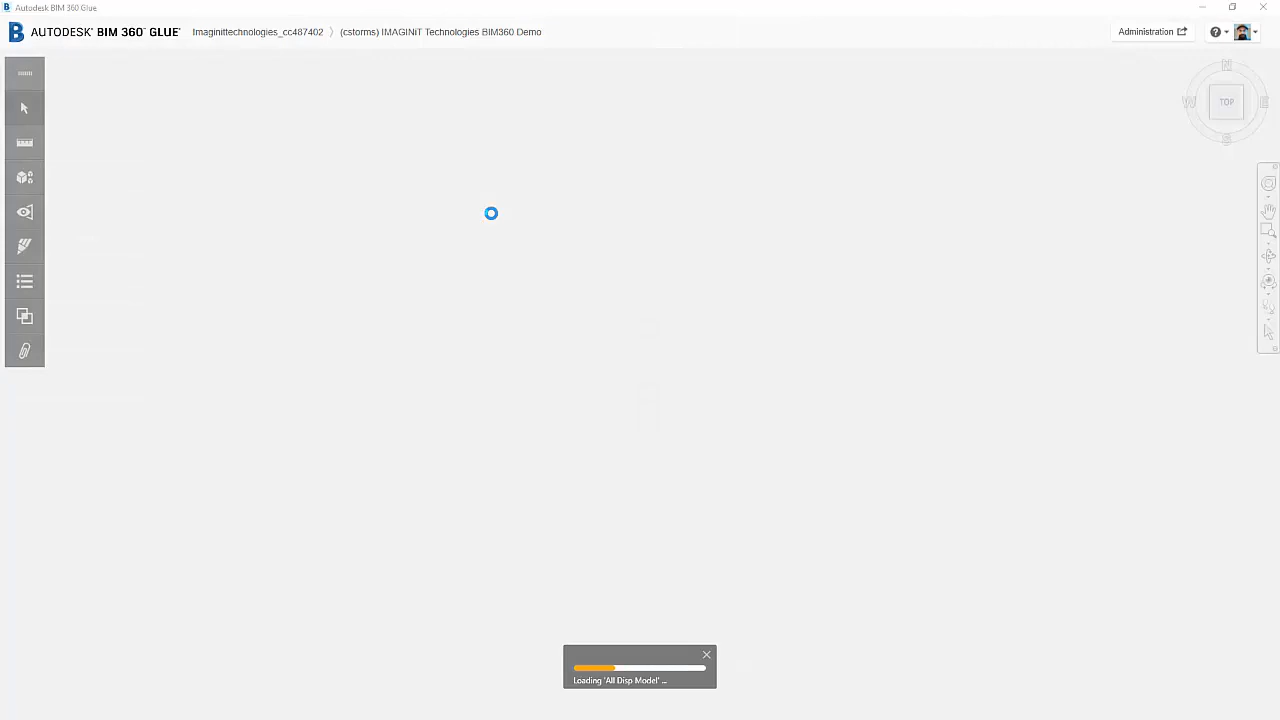 Autodesk BIM 360 Glue
AUTODESK® BIM 360™ GLUE®
Imaginittechnologies_cc487402 〉 (cstorms) IMAGINiT Technologies BIM360 Demo
Administration
N
W
TOP
E
S
Loading 'All Disp Model' ...